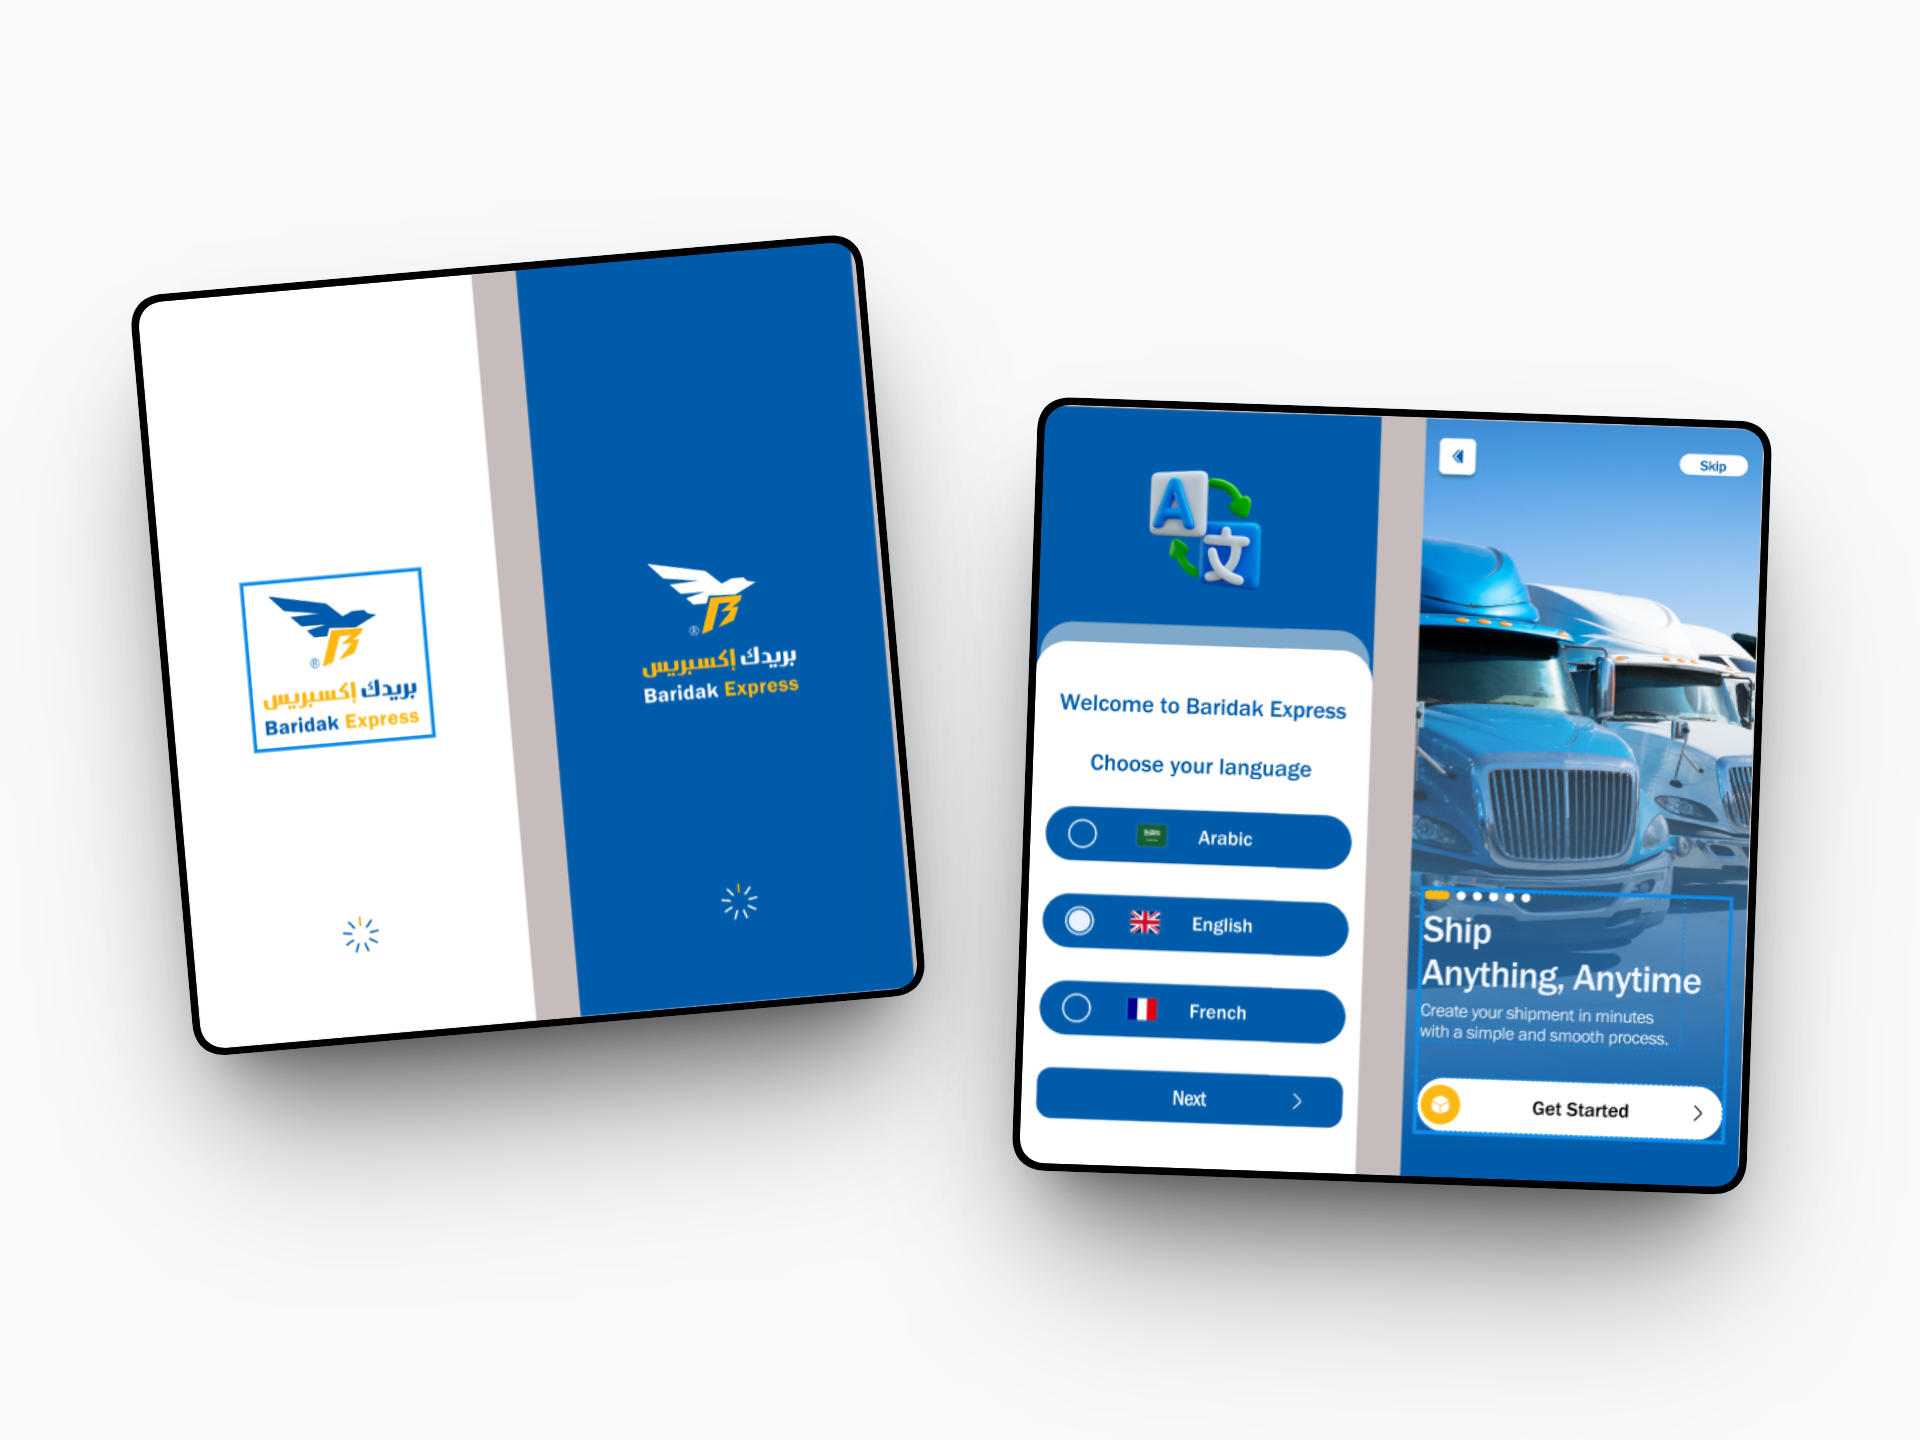 ®
بريدك إكسبريس
Baridak Express
®
بريدك إكسبريس
Baridak Express
A
文
Welcome to Baridak Express
Choose your language
Arabic
English
French
Next
Skip
Ship
Anything, Anytime
Create your shipment in minutes
with a simple and smooth process.
Get Started